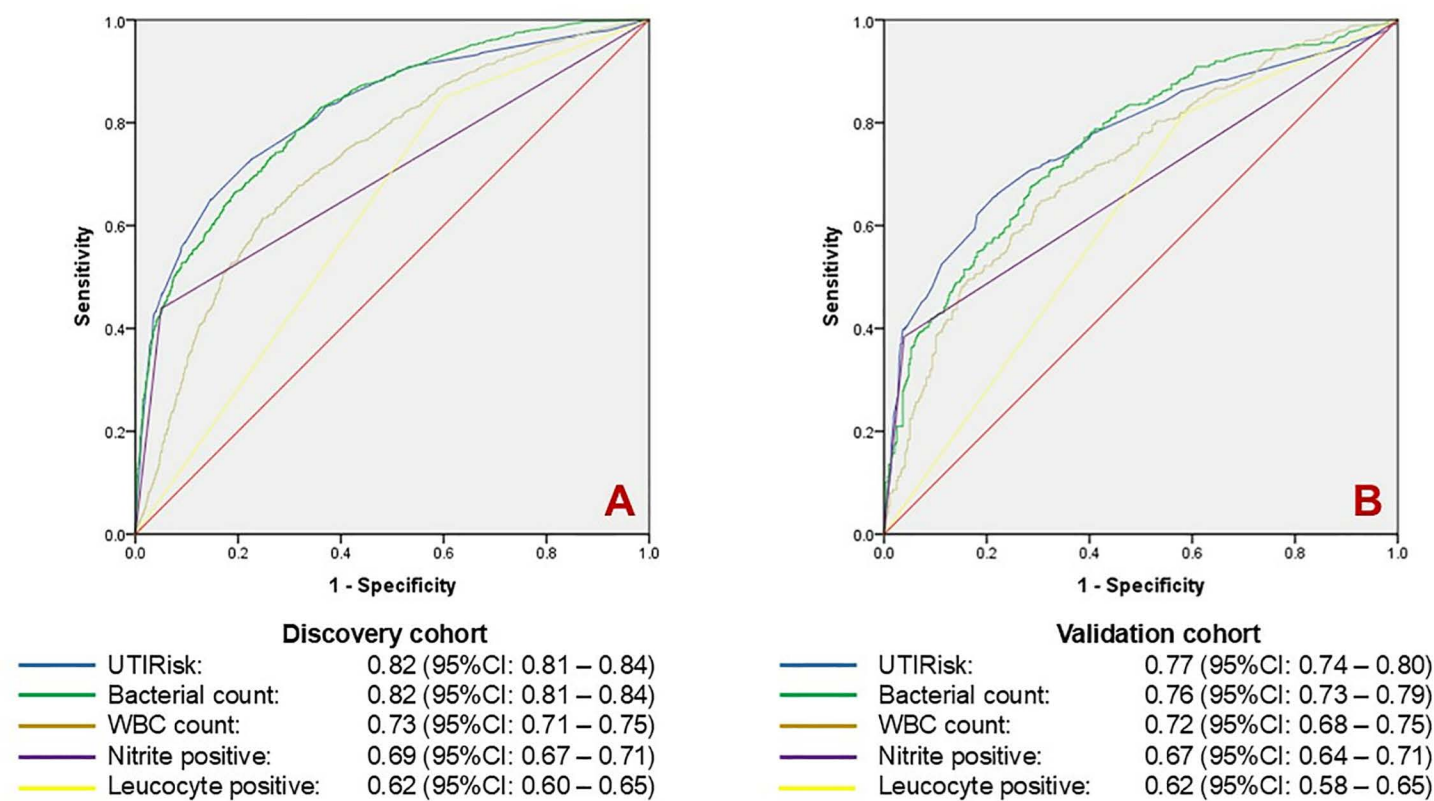 1.0
0.8
0.6
0.4
0.2
0.0
Sensitivity
0.0 0.2 0.4 0.6 0.8 1.0
1 - Specificity
A
Discovery cohort
UTIRisk: 0.82 (95%CI: 0.81 – 0.84)
Bacterial count: 0.82 (95%CI: 0.81 – 0.84)
WBC count: 0.73 (95%CI: 0.71 – 0.75)
Nitrite positive: 0.69 (95%CI: 0.67 – 0.71)
Leucocyte positive: 0.62 (95%CI: 0.60 – 0.65)
1.0
0.8
0.6
0.4
0.2
0.0
Sensitivity
0.0 0.2 0.4 0.6 0.8 1.0
1 - Specificity
B
Validation cohort
UTIRisk: 0.77 (95%CI: 0.74 – 0.80)
Bacterial count: 0.76 (95%CI: 0.73 – 0.79)
WBC count: 0.72 (95%CI: 0.68 – 0.75)
Nitrite positive: 0.67 (95%CI: 0.64 – 0.71)
Leucocyte positive: 0.62 (95%CI: 0.58 – 0.65)